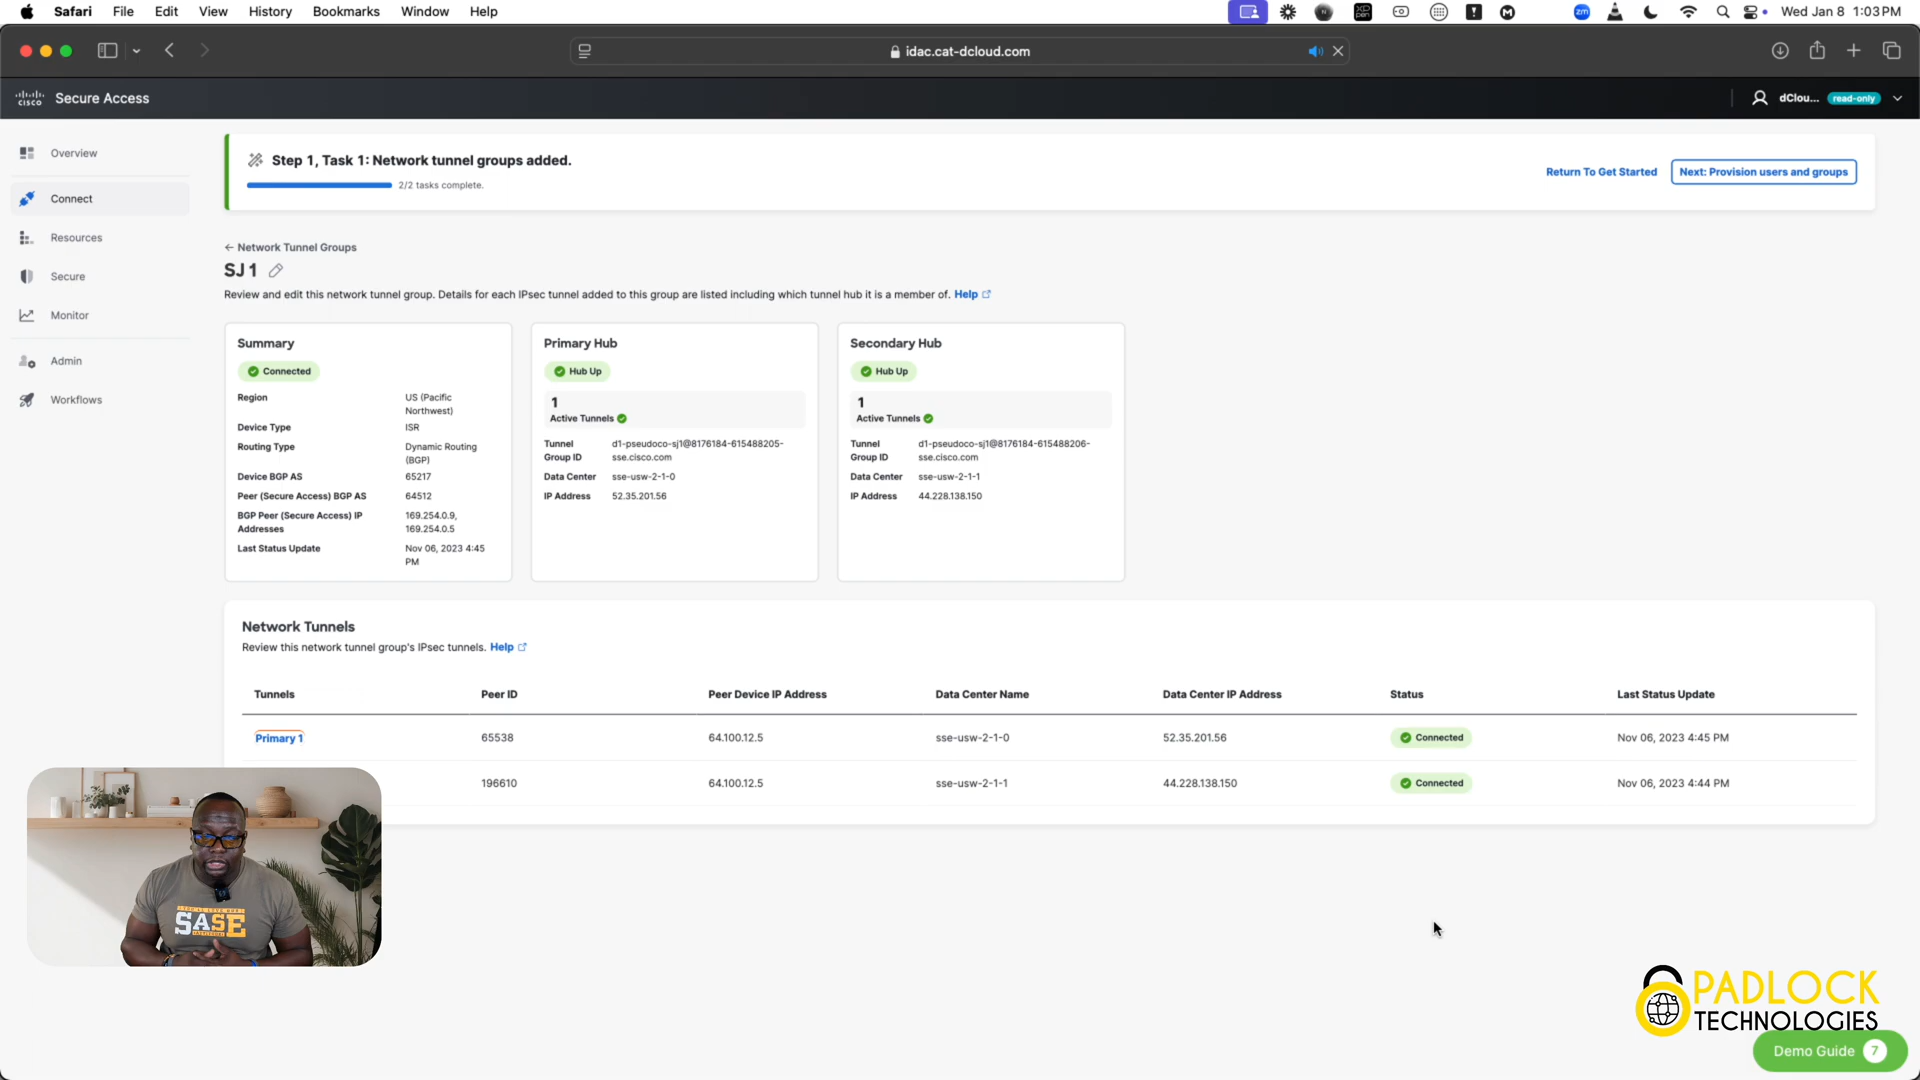 Safari File Edit View History Bookmarks Window Help
zm
Wed Jan 8 1:03 PM
idac.cat-dcloud.com
CISCO Secure Access
dClou... read-only
Overview
Connect
Resources
Secure
Monitor
Admin
Workflows
Step 1, Task 1: Network tunnel groups added.
2/2 tasks complete.
Return To Get Started
Next: Provision users and groups
← Network Tunnel Groups
SJ 1
Review and edit this network tunnel group. Details for each IPsec tunnel added to this group are listed including which tunnel hub it is a member of. Help
Summary
Connected
Region US (Pacific
Northwest)
Device Type ISR
Routing Type Dynamic Routing
(BGP)
Device BGP AS 65217
Peer (Secure Access) BGP AS 64512
BGP Peer (Secure Access) IP 169.254.0.9,
Addresses 169.254.0.5
Last Status Update Nov 06, 2023 4:45
PM
Primary Hub
Hub Up
1
Active Tunnels
Tunnel d1-pseudoco-sj1@8176184-615488205-
Group ID sse.cisco.com
Data Center sse-usw-2-1-0
IP Address 52.35.201.56
Secondary Hub
Hub Up
1
Active Tunnels
Tunnel d1-pseudoco-sj1@8176184-615488206-
Group ID sse.cisco.com
Data Center sse-usw-2-1-1
IP Address 44.228.138.150
Network Tunnels
Review this network tunnel group's IPsec tunnels. Help
Tunnels Peer ID Peer Device IP Address Data Center Name Data Center IP Address Status Last Status Update
Primary 1 65538 64.100.12.5 sse-usw-2-1-0 52.35.201.56 Connected Nov 06, 2023 4:45 PM
196610 64.100.12.5 sse-usw-2-1-1 44.228.138.150 Connected Nov 06, 2023 4:44 PM
SASE
PADLOCK
TECHNOLOGIES
Demo Guide 7